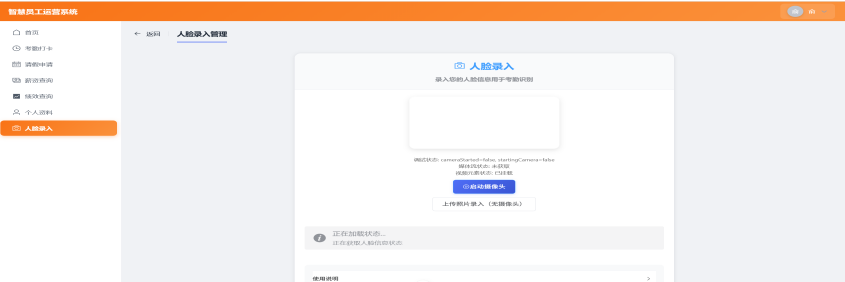 智慧员工运营系统
首页
← 返回
人脸录入管理
考勤打卡
请假申请
薪资查询
绩效查询
个人资料
人脸录入
人脸录入
录入您的人脸信息用于考勤识别
调试状态: cameraStarted=false, startingCamera=false
媒体流状态: 未获取
视频元素状态: 已挂载
启动摄像头
上传照片录入（无摄像头）
正在加载状态...
正在获取人脸信息状态
使用说明